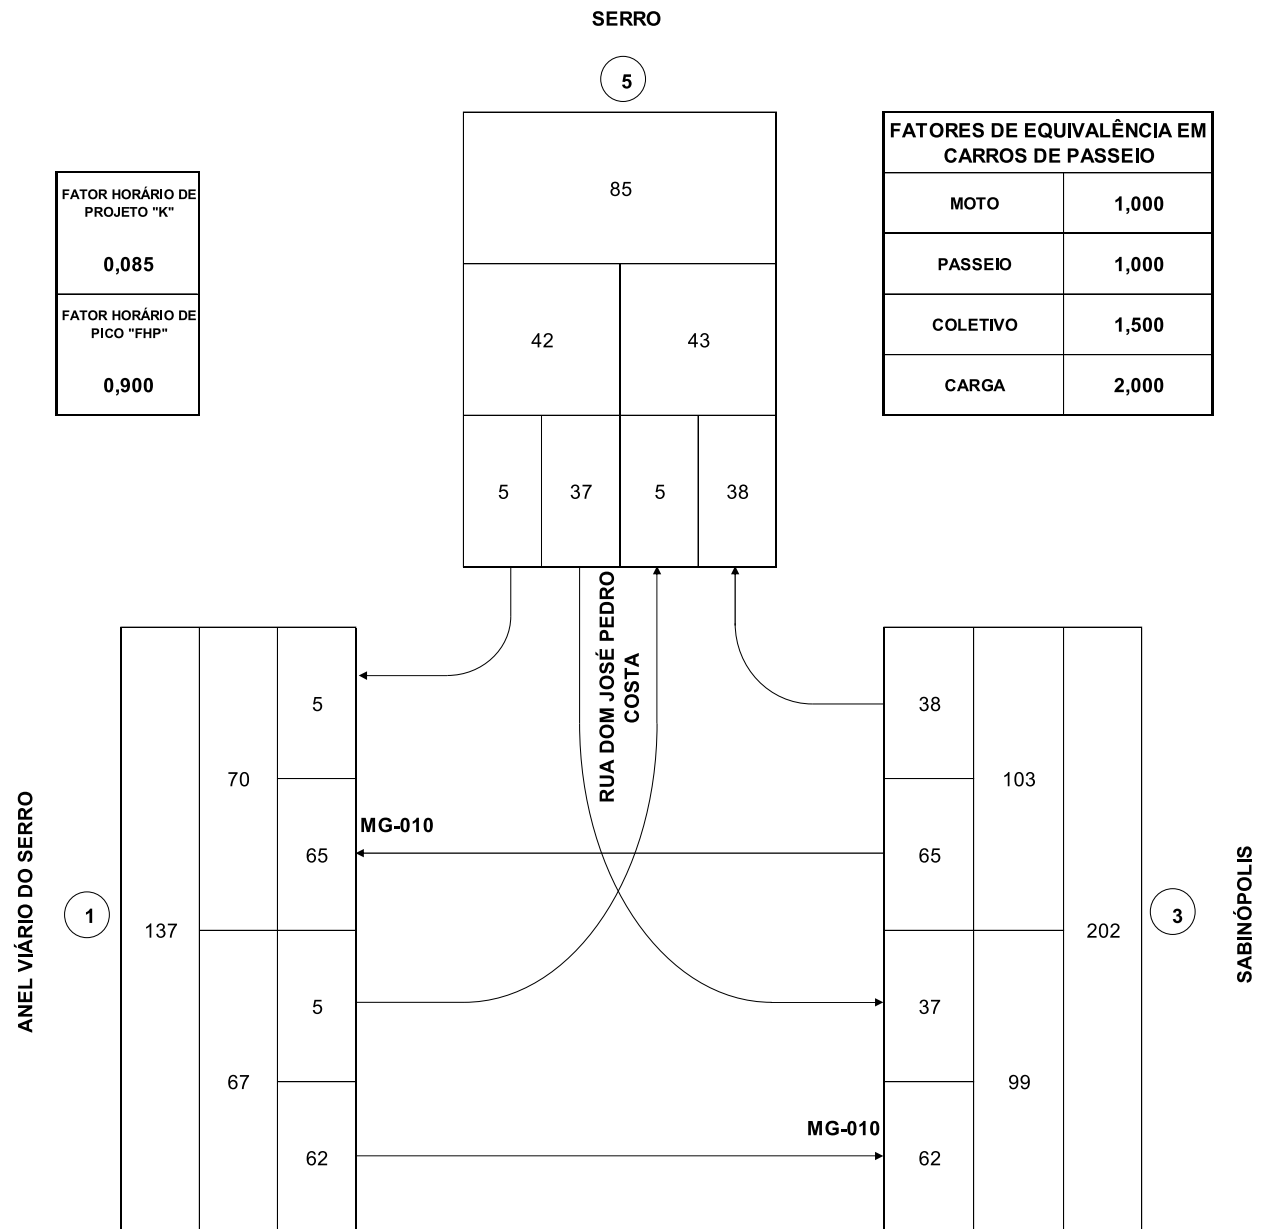 SERRO
5
FATOR HORÁRIO DE
PROJETO "K"
0,085
FATOR HORÁRIO DE
PICO "FHP"
0,900
85
42
43
5
37
5
38
FATORES DE EQUIVALÊNCIA EM
CARROS DE PASSEIO
MOTO
1,000
PASSEIO
1,000
COLETIVO
1,500
CARGA
2,000
RUA DOM JOSÉ PEDRO
COSTA
ANEL VIÁRIO DO SERRO
1
137
70
67
5
65
5
62
MG-010
MG-010
38
65
37
62
103
99
202
3
SABINÓPOLIS